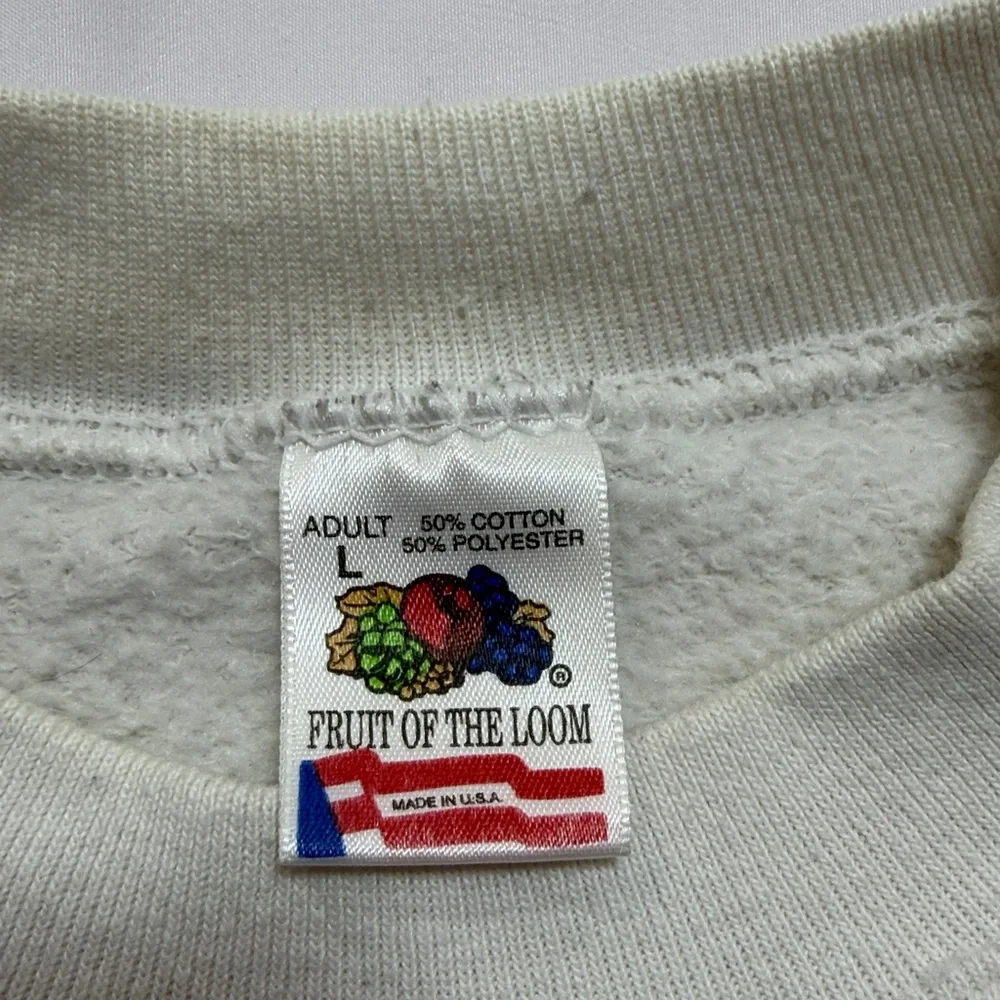 ADULT 50% COTTON
L 50% POLYESTER
®
FRUIT OF THE LOOM
MADE IN U.S.A.